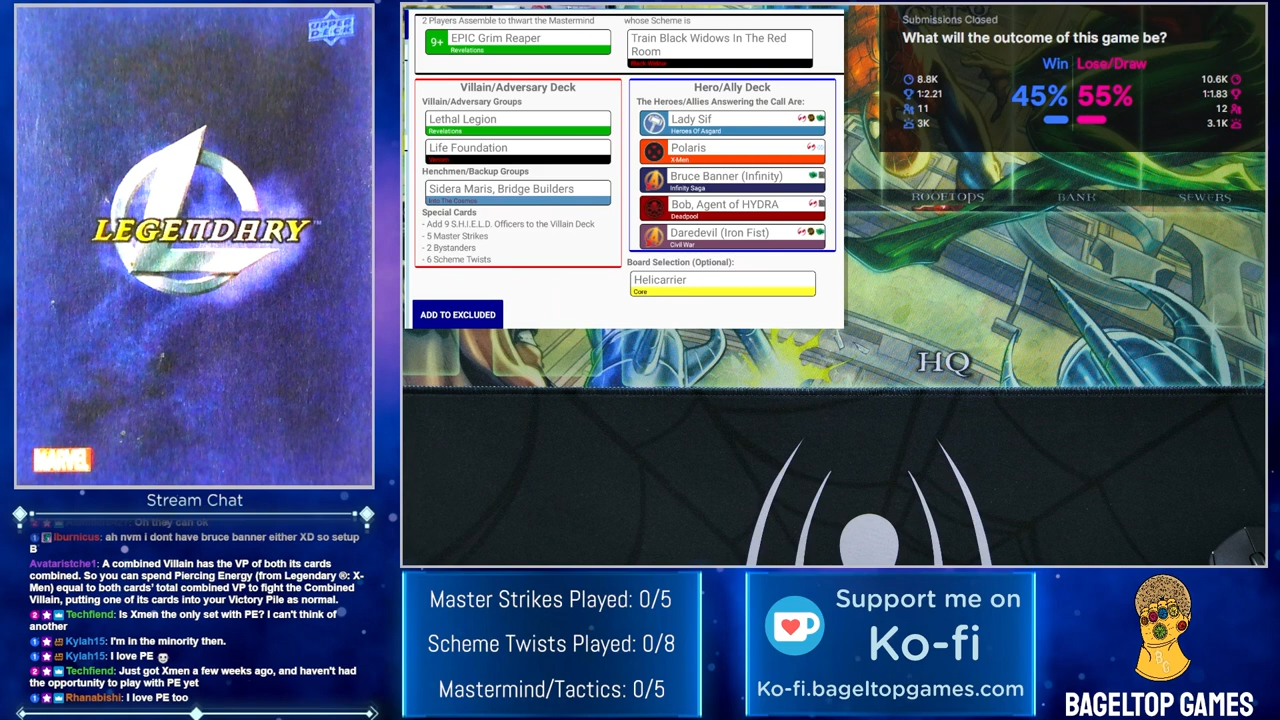 UPPER DECK
LEGENDARY
MARVEL
2 Players Assemble to thwart the Mastermind
whose Scheme is
9+
EPIC Grim Reaper
Revelations
Train Black Widows In The Red
Room
Black Widow
Villain/Adversary Deck
Villain/Adversary Groups
Lethal Legion
Revelations
Life Foundation
Venom
Henchmen/Backup Groups
Sidera Maris, Bridge Builders
Into The Cosmos
Special Cards
- Add 9 S.H.I.E.L.D. Officers to the Villain Deck
- 5 Master Strikes
- 2 Bystanders
- 6 Scheme Twists
ADD TO EXCLUDED
Hero/Ally Deck
The Heroes/Allies Answering the Call Are:
Lady Sif
Heroes Of Asgard
Polaris
X-Men
Bruce Banner (Infinity)
Infinity Saga
Bob, Agent of HYDRA
Deadpool
Daredevil (Iron Fist)
Civil War
Board Selection (Optional):
Helicarrier
Core
Submissions Closed
What will the outcome of this game be?
Win Lose/Draw
8.8K
1:2.21
11
3K
45% 55%
10.6K
1:1.83
12
3.1K
ROOFTOPS
BANK
SEWERS
HQ
Stream Chat
Oh they can ok
Iburnicus: ah nvm i dont have bruce banner either XD so setup
B
Avataristche1: A combined Villain has the VP of both its cards
combined. So you can spend Piercing Energy (from Legendary ®: X-
Men) equal to both cards' total combined VP to fight the Combined
Villain, putting one of its cards into your Victory Pile as normal.
Techfiend: Is Xmeh the only set with PE? I can't think of
another
Kylah15: I'm in the minority then.
Kylah15: I love PE
Techfiend: Just got Xmen a few weeks ago, and haven't had
the opportunity to play with PE yet
Rhanabishi: I love PE too
Master Strikes Played: 0/5
Scheme Twists Played: 0/8
Mastermind/Tactics: 0/5
Support me on
Ko-fi
Ko-fi.bageltopgames.com
BG
BAGELTOP GAMES